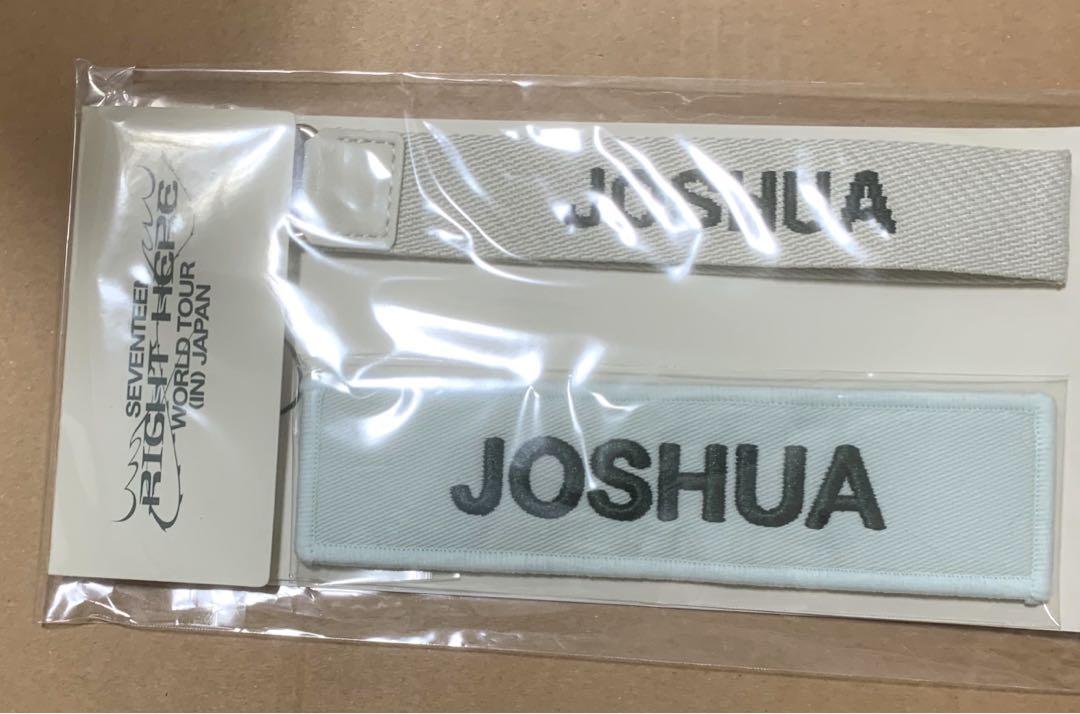 SEVENTEEN
RIGHT HERE
WORLD TOUR
(IN) JAPAN
JOSHUA
JOSHUA